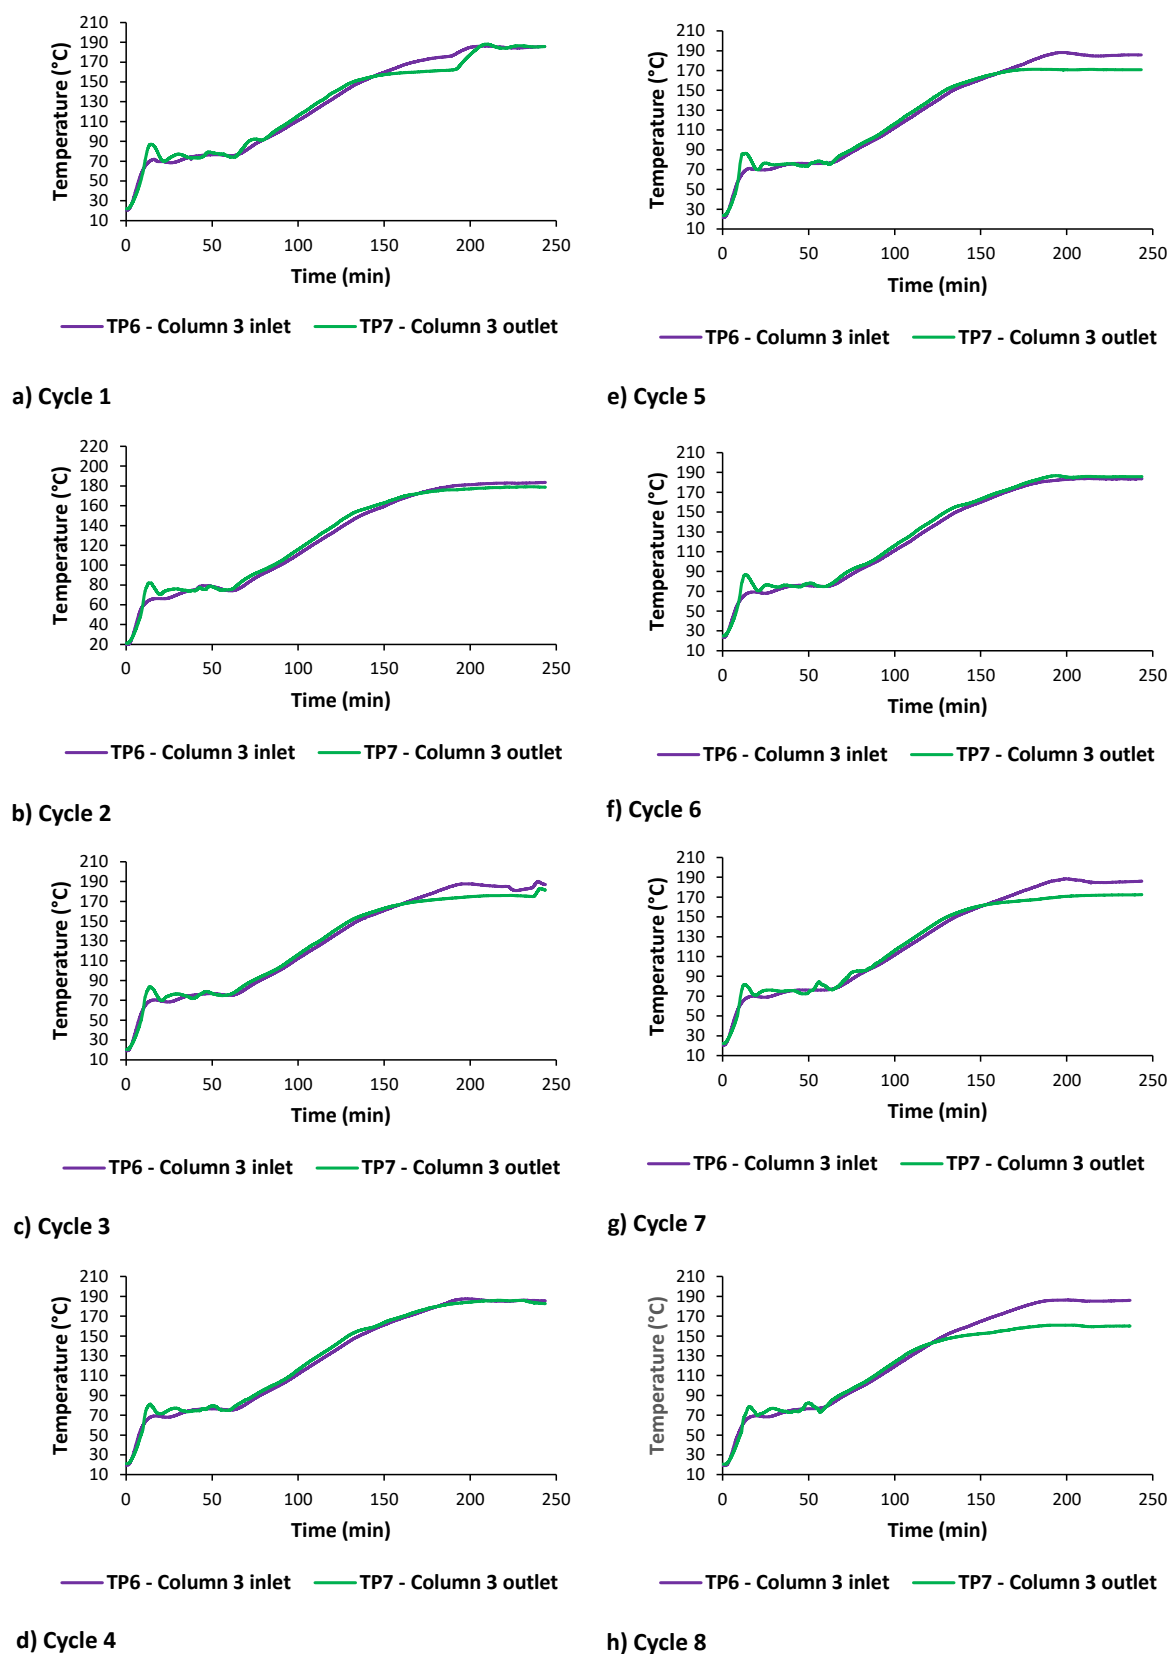 210
190
170
150
130
110
90
70
50
30
10
Temperature (°C)
0 50 100 150 200 250
Time (min)
TP6 - Column 3 inlet TP7 - Column 3 outlet
a) Cycle 1
220
200
180
160
140
120
100
80
60
40
20
Temperature (°C)
0 50 100 150 200 250
Time (min)
TP6 - Column 3 inlet TP7 - Column 3 outlet
b) Cycle 2
210
190
170
150
130
110
90
70
50
30
10
Temperature (°C)
0 50 100 150 200 250
Time (min)
TP6 - Column 3 inlet TP7 - Column 3 outlet
c) Cycle 3
210
190
170
150
130
110
90
70
50
30
10
Temperature (°C)
0 50 100 150 200 250
Time (min)
TP6 - Column 3 inlet TP7 - Column 3 outlet
d) Cycle 4
210
190
170
150
130
110
90
70
50
30
10
Temperature (°C)
0 50 100 150 200 250
Time (min)
TP6 - Column 3 inlet TP7 - Column 3 outlet
e) Cycle 5
210
190
170
150
130
110
90
70
50
30
10
Temperature (°C)
0 50 100 150 200 250
Time (min)
TP6 - Column 3 inlet TP7 - Column 3 outlet
f) Cycle 6
210
190
170
150
130
110
90
70
50
30
10
Temperature (°C)
0 50 100 150 200 250
Time (min)
TP6 - Column 3 inlet TP7 - Column 3 outlet
g) Cycle 7
210
190
170
150
130
110
90
70
50
30
10
Temperature (°C)
0 50 100 150 200 250
Time (min)
TP6 - Column 3 inlet TP7 - Column 3 outlet
h) Cycle 8